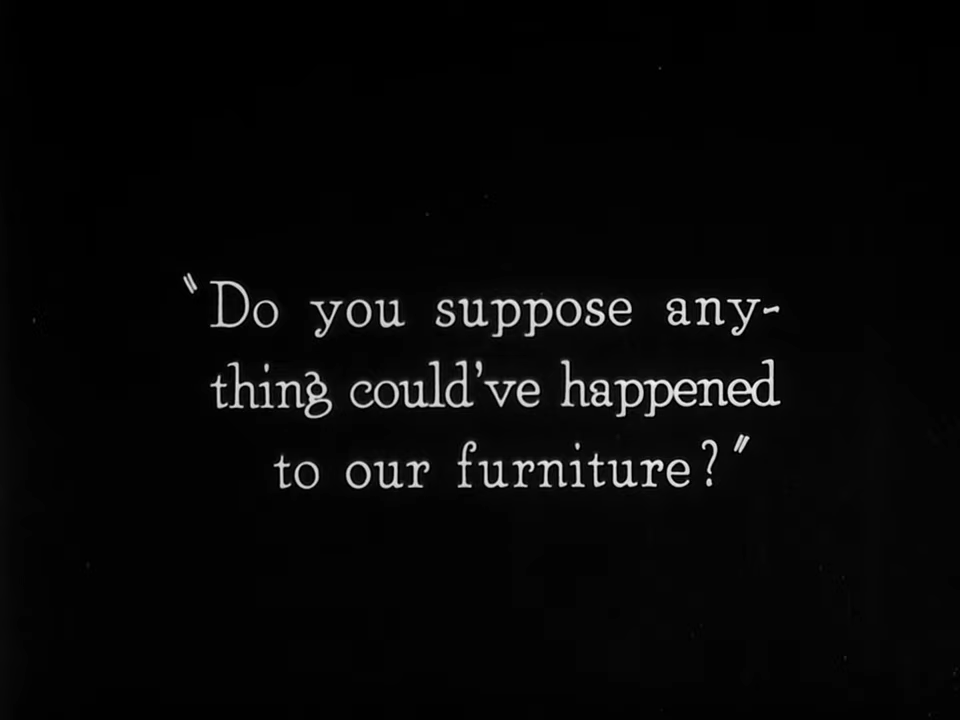 "Do you suppose any-
thing could've happened
to our furniture?"